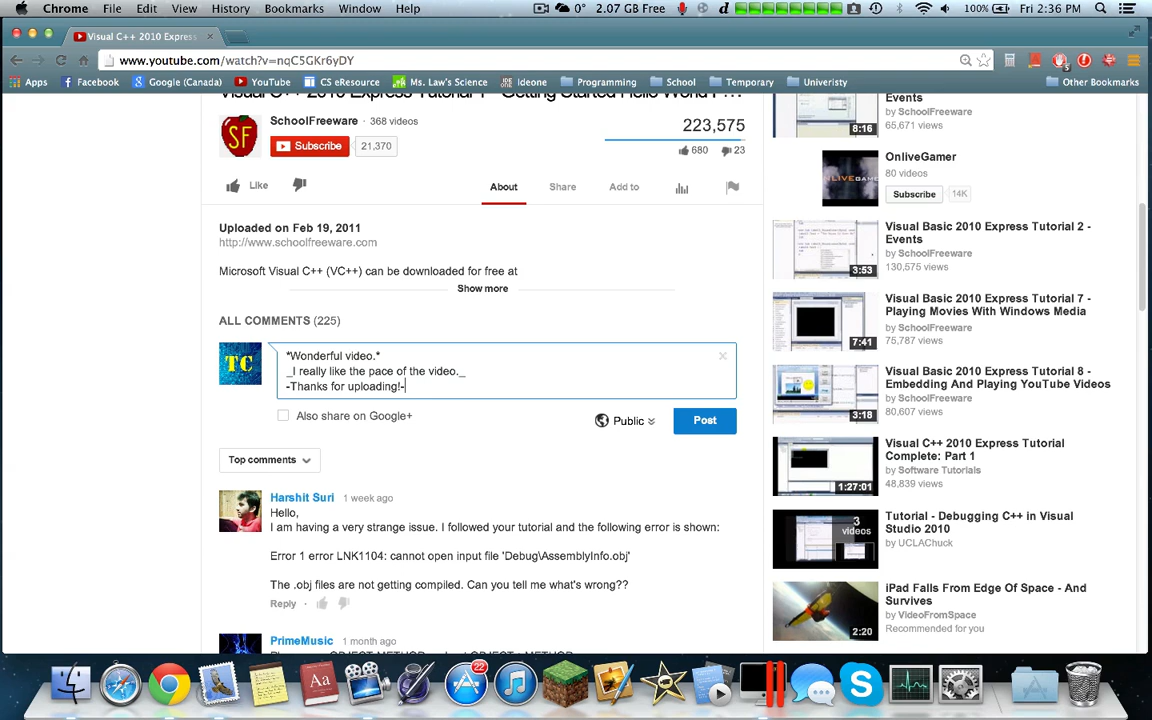 Chrome File Edit View History Bookmarks Window Help 0° 2.07 GB Free 100% Fri 2:36 PM
Visual C++ 2010 Express
www.youtube.com/watch?v=nqC5GKr6yDY
Apps Facebook Google (Canada) YouTube CS eResource Ms. Law's Science Ideone Programming School Temporary Univeristy Other Bookmarks
SchoolFreeware · 368 videos
Subscribe 21,370
223,575
680 23
Like
About Share Add to
Uploaded on Feb 19, 2011
http://www.schoolfreeware.com
Microsoft Visual C++ (VC++) can be downloaded for free at
Show more
ALL COMMENTS (225)
TC
*Wonderful video.*
_I really like the pace of the video._
-Thanks for uploading!-
Also share on Google+
Public
Post
Top comments
Harshit Suri 1 week ago
Hello,
I am having a very strange issue. I followed your tutorial and the following error is shown:
Error 1 error LNK1104: cannot open input file 'Debug\AssemblyInfo.obj'
The .obj files are not getting compiled. Can you tell me what's wrong??
Reply ·
PrimeMusic 1 month ago
Events
by SchoolFreeware
65,671 views
8:16
OnliveGamer
80 videos
Subscribe 14K
Visual Basic 2010 Express Tutorial 2 -
Events
by SchoolFreeware
130,575 views
3:53
Visual Basic 2010 Express Tutorial 7 -
Playing Movies With Windows Media
by SchoolFreeware
75,787 views
7:41
Visual Basic 2010 Express Tutorial 8 -
Embedding And Playing YouTube Videos
by SchoolFreeware
80,607 views
3:18
Visual C++ 2010 Express Tutorial
Complete: Part 1
by Software Tutorials
48,839 views
1:27:01
Tutorial - Debugging C++ in Visual
Studio 2010
by UCLAChuck
3
videos
iPad Falls From Edge Of Space - And
Survives
by VideoFromSpace
Recommended for you
2:20
22